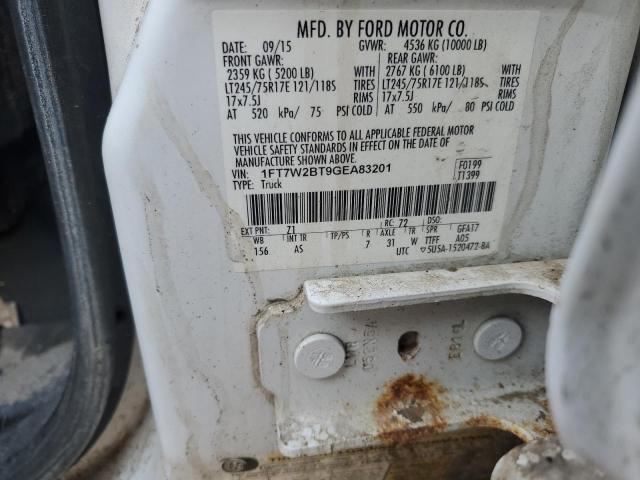 MFD. BY FORD MOTOR CO.
DATE: 09/15 GVWR: 4536 KG (10000 LB)
FRONT GAWR: REAR GAWR:
2359 KG ( 5200 LB) 2767 KG ( 6100 LB) WITH
LT245/75R17E 121/118S LT245/75R17E 121/118S TIRES
17x7.5J 17x7.5J RIMS
AT 520 kPa/ 75 PSI COLD AT 550 kPa/ 80 PSI COLD
THIS VEHICLE CONFORMS TO ALL APPLICABLE FEDERAL MOTOR
VEHICLE SAFETY STANDARDS IN EFFECT ON THE DATE OF
MANUFACTURE SHOWN ABOVE.
VIN: 1FT7W2BT9GEA83201
TYPE: Truck
F0199
T1399
EXT PNT: Z1 RC: 72 DSO:
WB INT TR TP/PS R AXLE TR SPR GFA17
156 AS 7 31 W TTFF A05
UTC 5U5A-1520472-BA